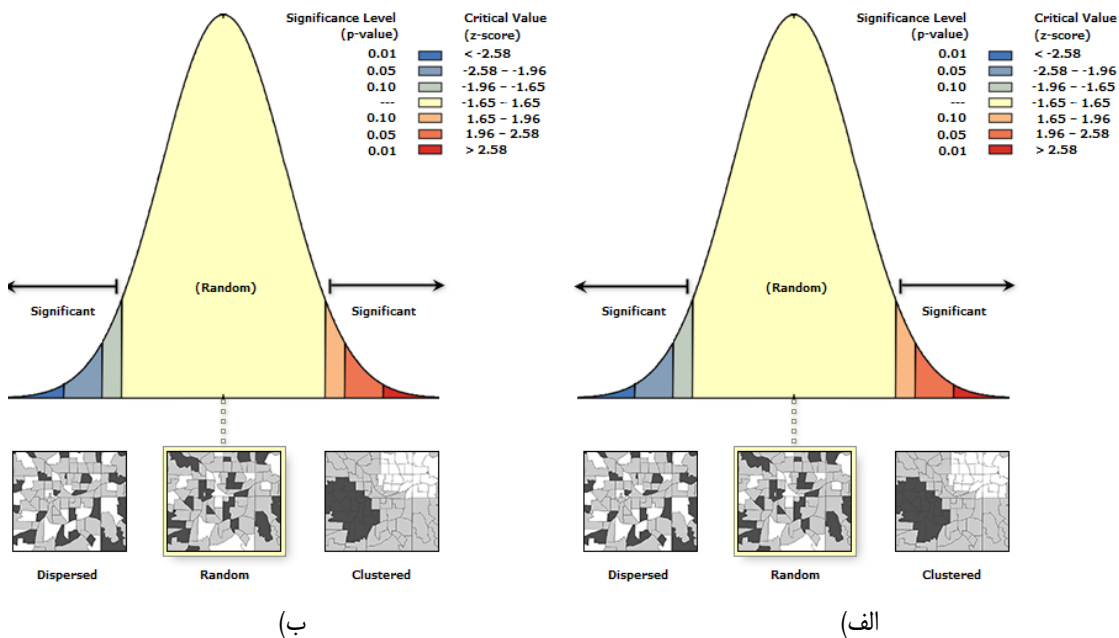 Significance Level (p-value) Critical Value (z-score)
0.01 < -2.58
0.05 -2.58 – -1.96
0.10 -1.96 – -1.65
--- -1.65 – 1.65
0.10 1.65 – 1.96
0.05 1.96 – 2.58
0.01 > 2.58
Significant (Random) Significant
Dispersed Random Clustered
ب)
Significance Level (p-value) Critical Value (z-score)
0.01 < -2.58
0.05 -2.58 – -1.96
0.10 -1.96 – -1.65
--- -1.65 – 1.65
0.10 1.65 – 1.96
0.05 1.96 – 2.58
0.01 > 2.58
Significant (Random) Significant
Dispersed Random Clustered
الف)